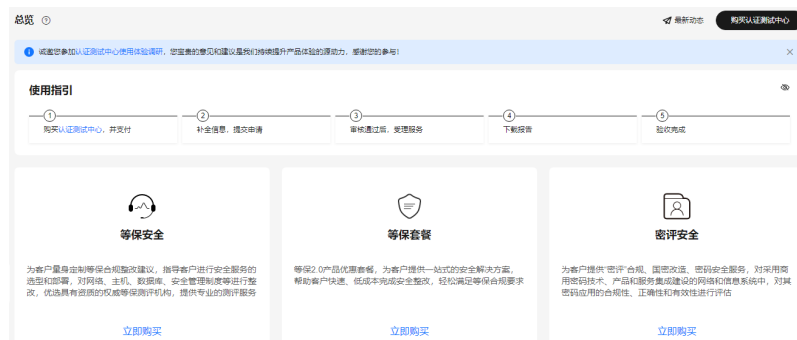 总览
最新动态
购买认证测试中心
诚邀您参加认证测试中心使用体验调研，您宝贵的意见和建议是我们持续提升产品体验的源动力，感谢您的参与！
使用指引
1
2
3
4
5
购买认证测试中心，并支付
补全信息，提交申请
审核通过后，受理服务
下载报告
验收完成
等保安全
等保套餐
密评安全
为客户量身定制等保合规整改建议，指导客户进行安全服务的
选型和部署，对网络、主机、数据库、安全管理制度等进行整
改，优选具有资质的权威等保测评机构，提供专业的测评服务
等保2.0产品优惠套餐，为客户提供一站式的安全解决方案，
帮助客户快速、低成本完成安全整改，轻松满足等保合规要求
为客户提供“密评”合规、国密改造、密码安全服务，对采用商
用密码技术、产品和服务集成建设的网络和信息系统中，对其
密码应用的合规性、正确性和有效性进行评估
立即购买
立即购买
立即购买